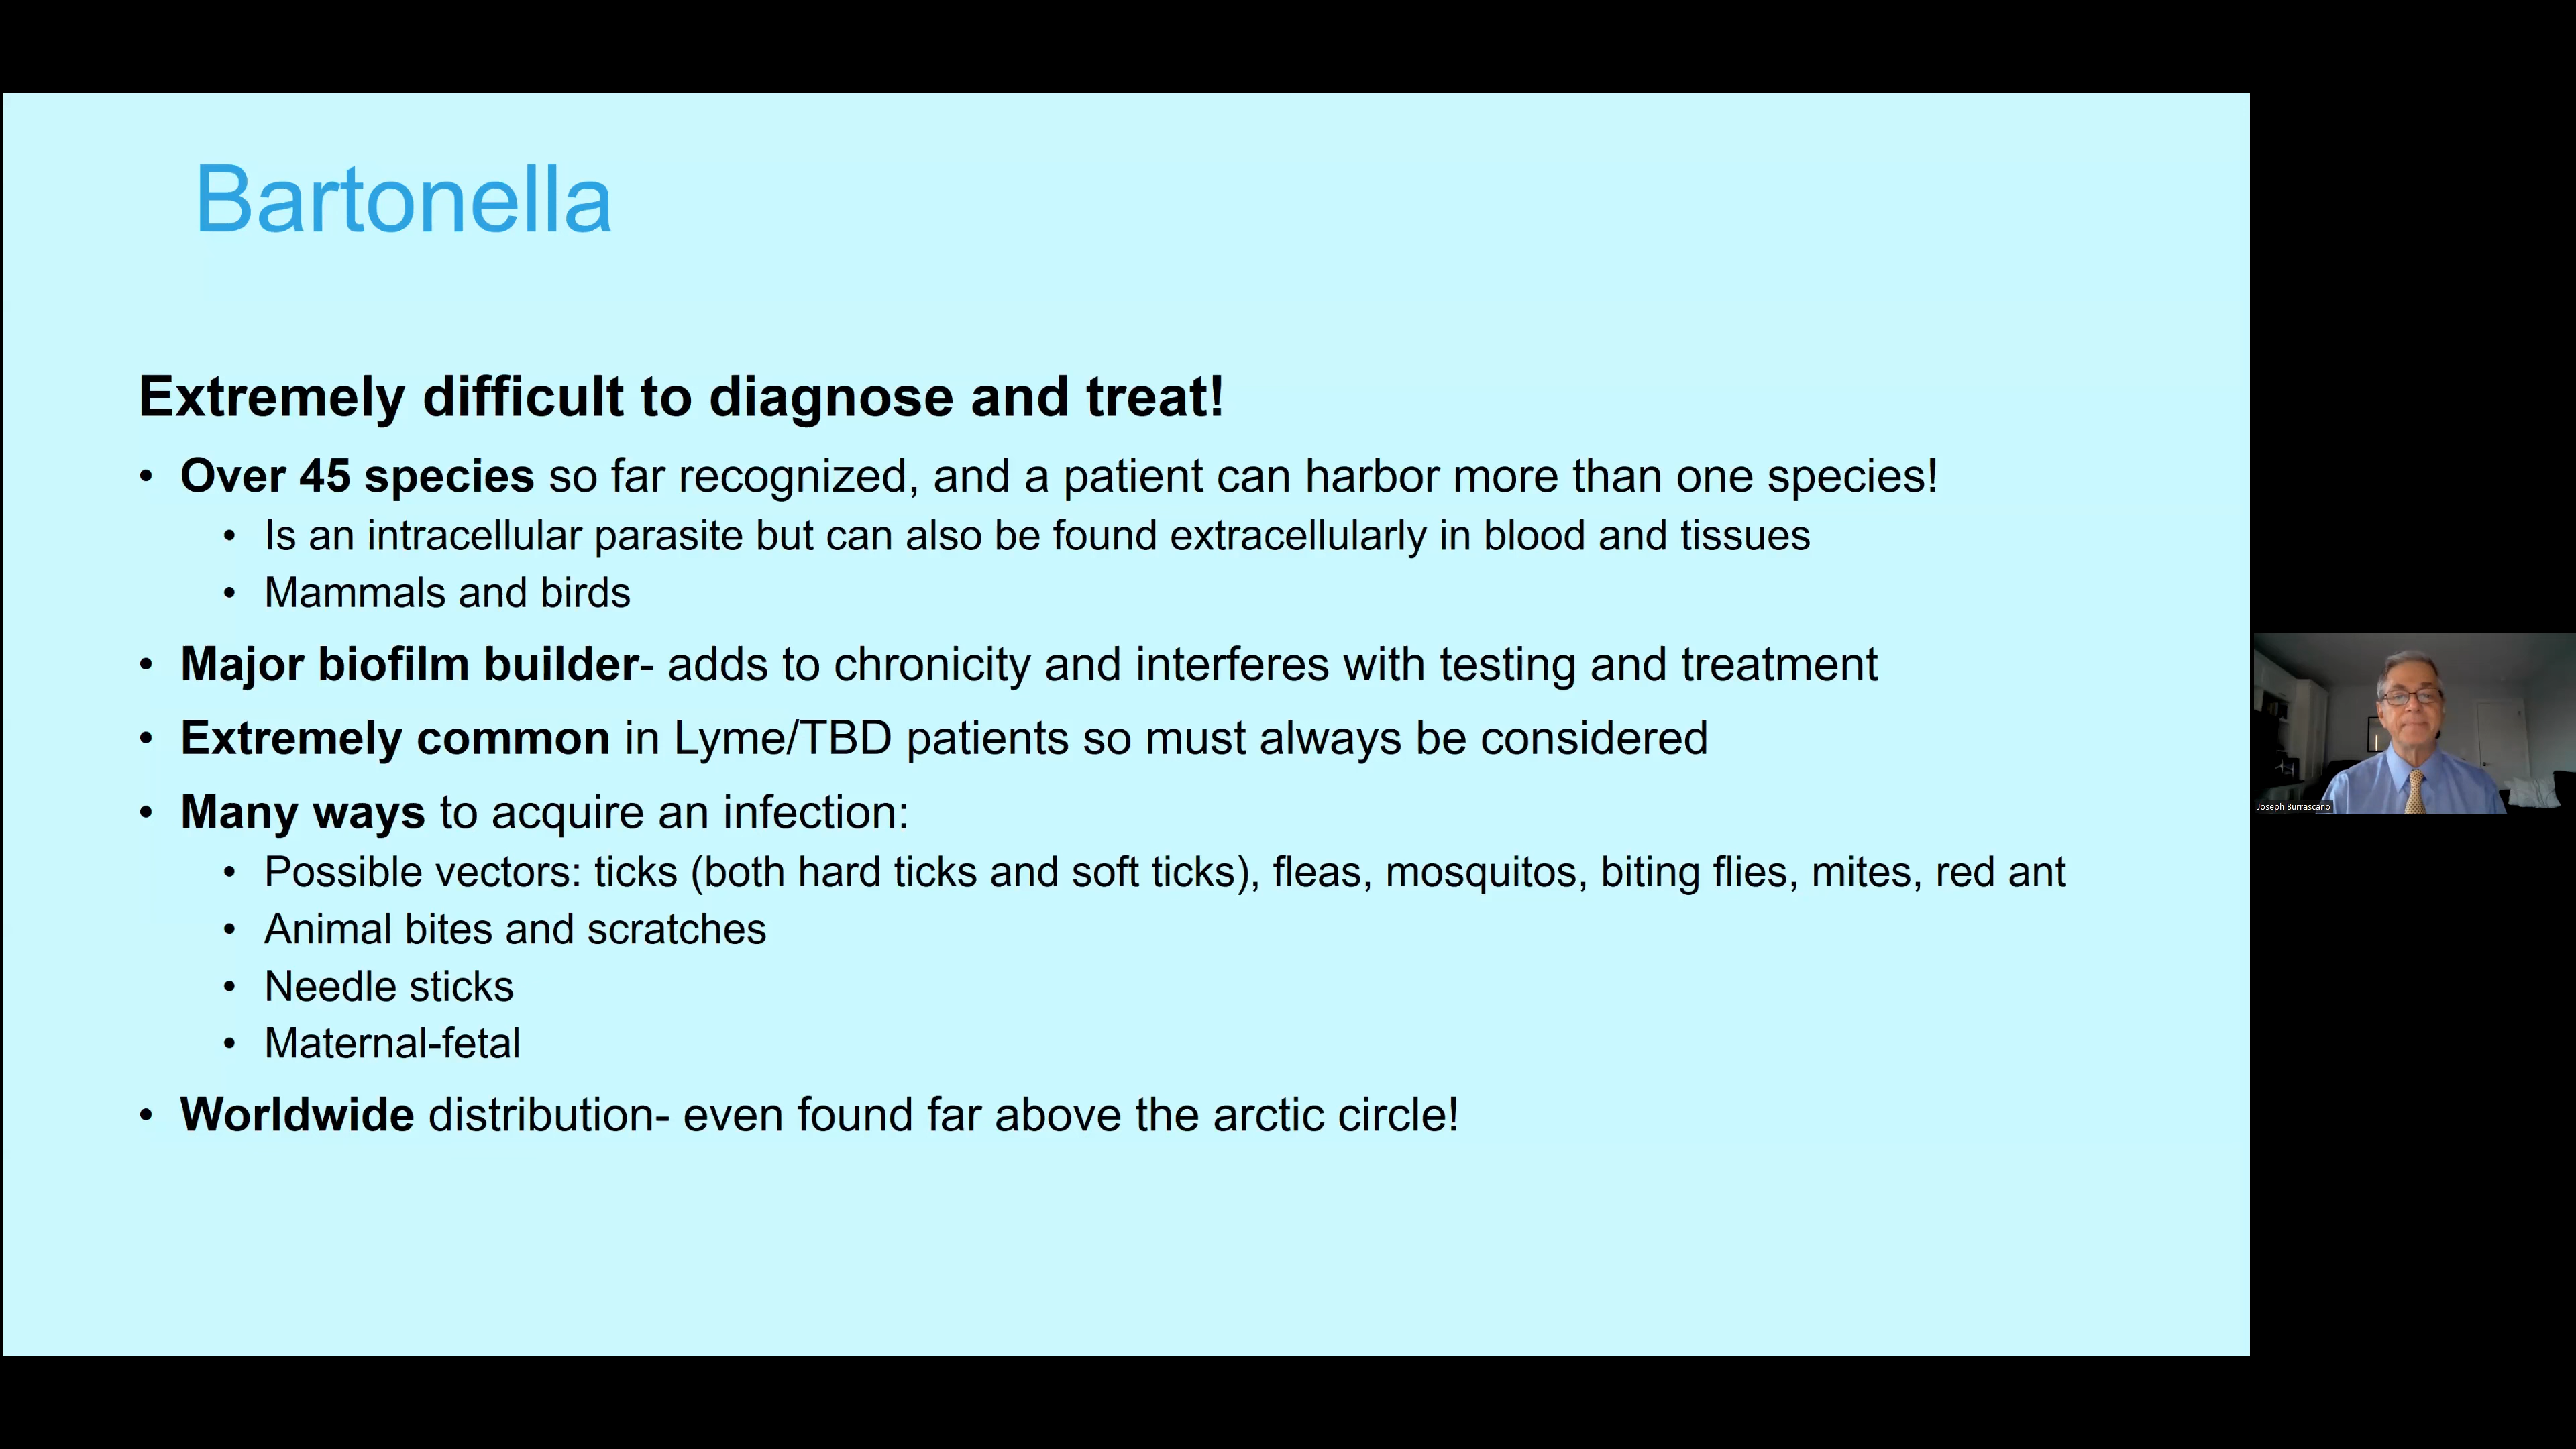 Bartonella
Extremely difficult to diagnose and treat!
• Over 45 species so far recognized, and a patient can harbor more than one species!
• Is an intracellular parasite but can also be found extracellularly in blood and tissues
• Mammals and birds
• Major biofilm builder- adds to chronicity and interferes with testing and treatment
• Extremely common in Lyme/TBD patients so must always be considered
• Many ways to acquire an infection:
• Possible vectors: ticks (both hard ticks and soft ticks), fleas, mosquitos, biting flies, mites, red ant
• Animal bites and scratches
• Needle sticks
• Maternal-fetal
• Worldwide distribution- even found far above the arctic circle!
Joseph Burrascano